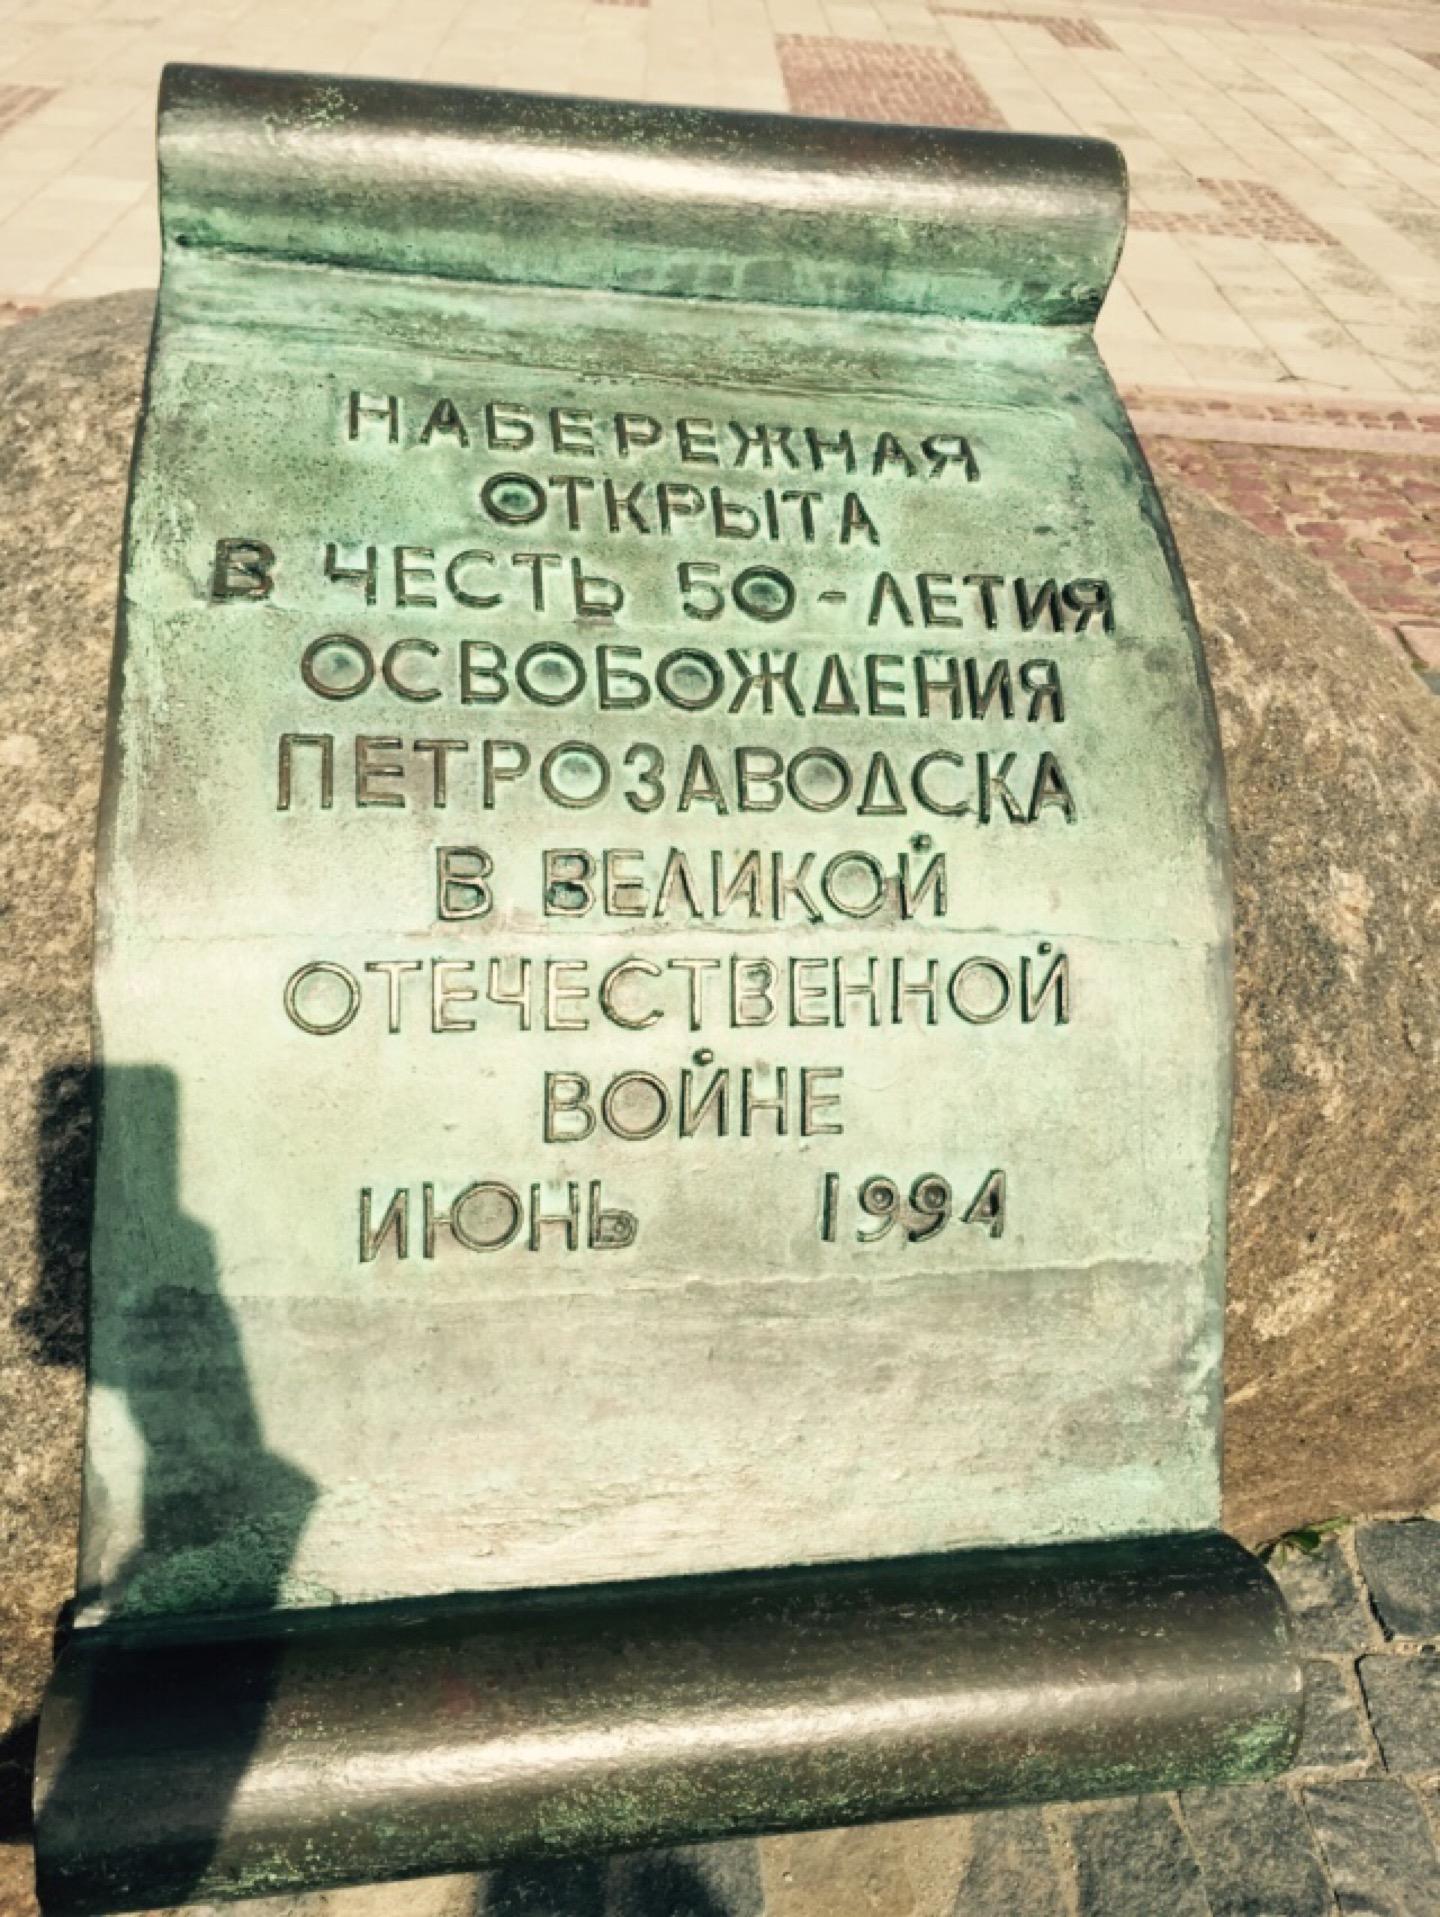 НАБЕРЕЖНАЯ
ОТКРЫТА
В ЧЕСТЬ 50-ЛЕТИЯ
ОСВОБОЖДЕНИЯ
ПЕТРОЗАВОДСКА
В ВЕЛИКОЙ
ОТЕЧЕСТВЕННОЙ
ВОЙНЕ
ИЮНЬ 1994